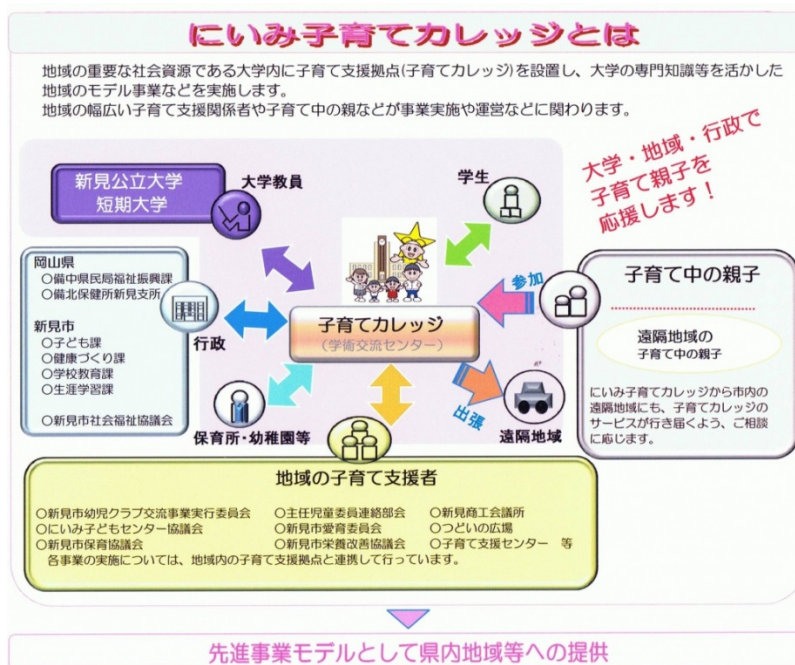 にいみ子育てカレッジとは
地域の重要な社会資源である大学内に子育て支援拠点(子育てカレッジ)を設置し、大学の専門知識等を活かした
地域のモデル事業などを実施します。
地域の幅広い子育て支援関係者や子育て中の親などが事業実施や運営などに関わります。
大学・地域・行政で
子育て親子を
応援します！
新見公立大学
短期大学
大学教員
学生
岡山県
○備中県民局福祉振興課
○備北保健所新見支所
新見市
○子ども課
○健康づくり課
○学校教育課
○生涯学習課
○新見市社会福祉協議会
行政
子育てカレッジ
(学術交流センター)
参加
子育て中の親子
遠隔地域の
子育て中の親子
にいみ子育てカレッジから市内の
遠隔地域にも、子育てカレッジの
サービスが行き届くよう、ご相談
に応じます。
保育所・幼稚園等
出張
遠隔地域
地域の子育て支援者
○新見市幼児クラブ交流事業実行委員会 ○主任児童委員連絡部会 ○新見商工会議所
○にいみ子どもセンター協議会 ○新見市愛育委員会 ○つどいの広場
○新見市保育協議会 ○新見市栄養改善協議会 ○子育て支援センター 等
各事業の実施については、地域内の子育て支援拠点と連携して行っています。
先進事業モデルとして県内地域等への提供